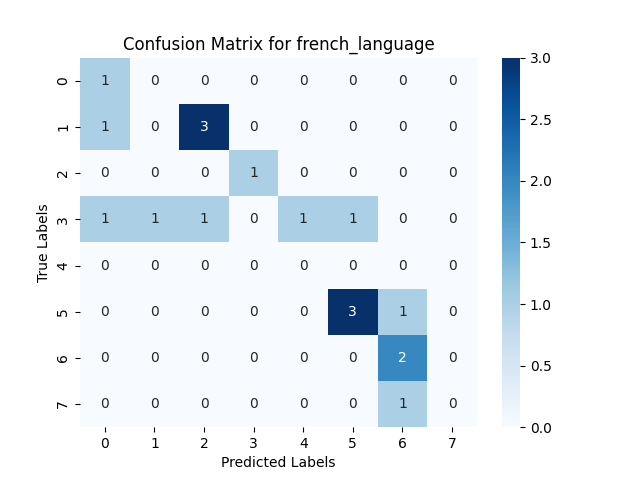 Confusion Matrix for french_language
0 1 0 0 0 0 0 0 0
1 1 0 3 0 0 0 0 0
2 0 0 0 1 0 0 0 0
3 1 1 1 0 1 1 0 0
4 0 0 0 0 0 0 0 0
5 0 0 0 0 0 3 1 0
6 0 0 0 0 0 0 2 0
7 0 0 0 0 0 0 1 0
0 1 2 3 4 5 6 7
Predicted Labels
True Labels
3.0
2.5
2.0
1.5
1.0
0.5
0.0